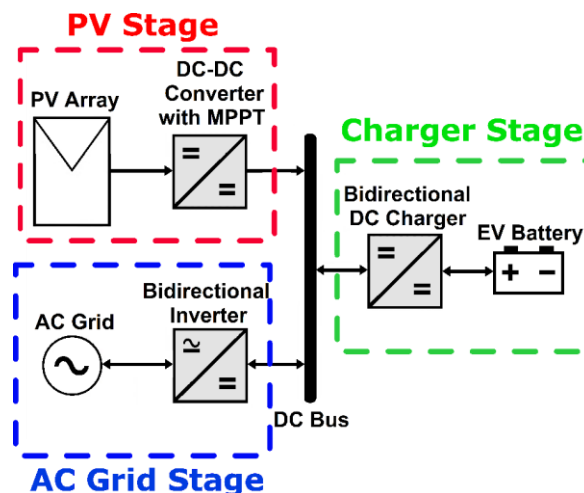 PV Stage
PV Array
DC-DC
Converter
with MPPT
Charger Stage
Bidirectional
DC Charger
EV Battery
AC Grid
Bidirectional
Inverter
DC Bus
AC Grid Stage